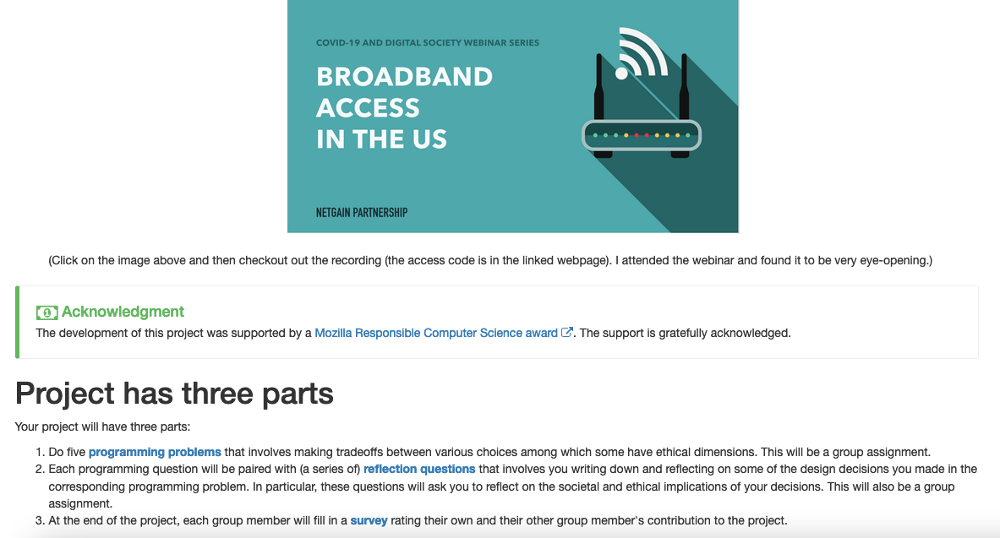 COVID-19 AND DIGITAL SOCIETY WEBINAR SERIES
BROADBAND
ACCESS
IN THE US
NETGAIN PARTNERSHIP
(Click on the image above and then checkout out the recording (the access code is in the linked webpage). I attended the webinar and found it to be very eye-opening.)
1 Acknowledgment
The development of this project was supported by a Mozilla Responsible Computer Science award. The support is gratefully acknowledged.
Project has three parts
Your project will have three parts:
1. Do five programming problems that involves making tradeoffs between various choices among which some have ethical dimensions. This will be a group assignment.
2. Each programming question will be paired with (a series of) reflection questions that involves you writing down and reflecting on some of the design decisions you made in the
corresponding programming problem. In particular, these questions will ask you to reflect on the societal and ethical implications of your decisions. This will also be a group
assignment.
3. At the end of the project, each group member will fill in a survey rating their own and their other group member's contribution to the project.